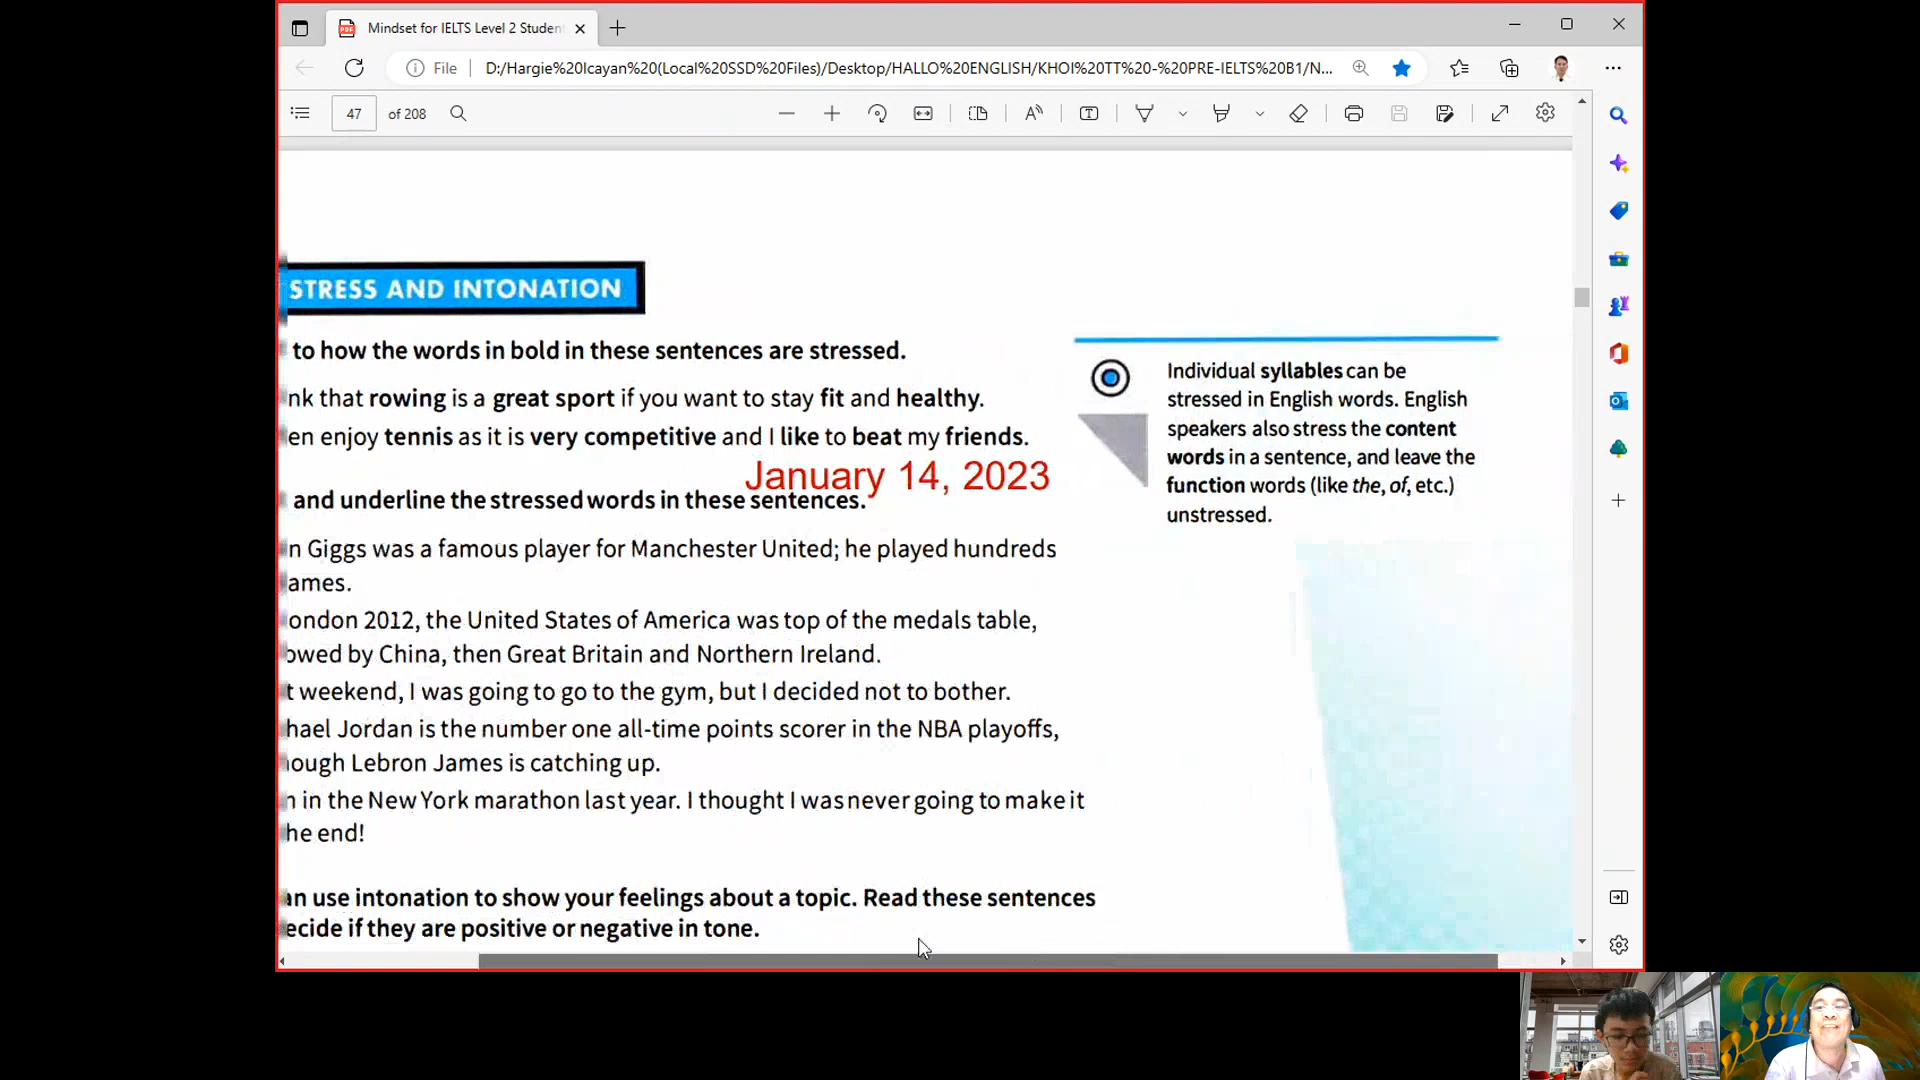 Mindset for IELTS Level 2 Studen
File
D:/Hargie%20Icayan%20(Local%20SSD%20Files)/Desktop/HALLO%20ENGLISH/KHOI%20TT%20-%20PRE-IELTS%20B1/N...
47 of 208
STRESS AND INTONATION
to how the words in bold in these sentences are stressed.
nk that rowing is a great sport if you want to stay fit and healthy.
en enjoy tennis as it is very competitive and I like to beat my friends.
January 14, 2023
and underline the stressed words in these sentences.
n Giggs was a famous player for Manchester United; he played hundreds
ames.
ondon 2012, the United States of America was top of the medals table,
owed by China, then Great Britain and Northern Ireland.
t weekend, I was going to go to the gym, but I decided not to bother.
hael Jordan is the number one all-time points scorer in the NBA playoffs,
hough Lebron James is catching up.
n in the New York marathon last year. I thought I was never going to make it
he end!
an use intonation to show your feelings about a topic. Read these sentences
ecide if they are positive or negative in tone.
Individual syllables can be
stressed in English words. English
speakers also stress the content
words in a sentence, and leave the
function words (like the, of, etc.)
unstressed.